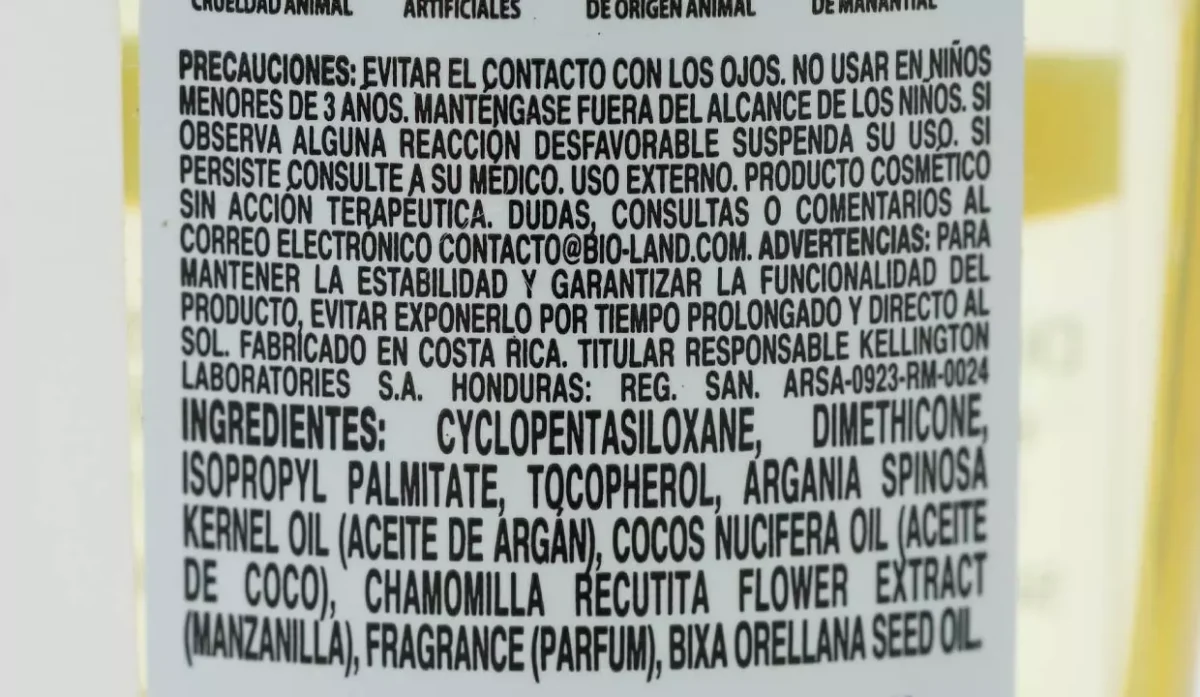 CRUELDAD ANIMAL ARTIFICIALES DE ORIGEN ANIMAL DE MANANTIAL
PRECAUCIONES: EVITAR EL CONTACTO CON LOS OJOS. NO USAR EN NIÑOS
MENORES DE 3 AÑOS. MANTÉNGASE FUERA DEL ALCANCE DE LOS NIÑOS. SI
OBSERVA ALGUNA REACCIÓN DESFAVORABLE SUSPENDA SU USO. SI
PERSISTE CONSULTE A SU MÉDICO. USO EXTERNO. PRODUCTO COSMÉTICO
SIN ACCIÓN TERAPÉUTICA. DUDAS, CONSULTAS O COMENTARIOS AL
CORREO ELECTRÓNICO CONTACTO@BIO-LAND.COM. ADVERTENCIAS: PARA
MANTENER LA ESTABILIDAD Y GARANTIZAR LA FUNCIONALIDAD DEL
PRODUCTO, EVITAR EXPONERLO POR TIEMPO PROLONGADO Y DIRECTO AL
SOL. FABRICADO EN COSTA RICA. TITULAR RESPONSABLE KELLINGTON
LABORATORIES S.A. HONDURAS: REG. SAN. ARSA-0923-RM-0024
INGREDIENTES: CYCLOPENTASILOXANE, DIMETHICONE,
ISOPROPYL PALMITATE, TOCOPHEROL, ARGANIA SPINOSA
KERNEL OIL (ACEITE DE ARGÁN), COCOS NUCIFERA OIL (ACEITE
DE COCO), CHAMOMILLA RECUTITA FLOWER EXTRACT
(MANZANILLA), FRAGRANCE (PARFUM), BIXA ORELLANA SEED OIL.